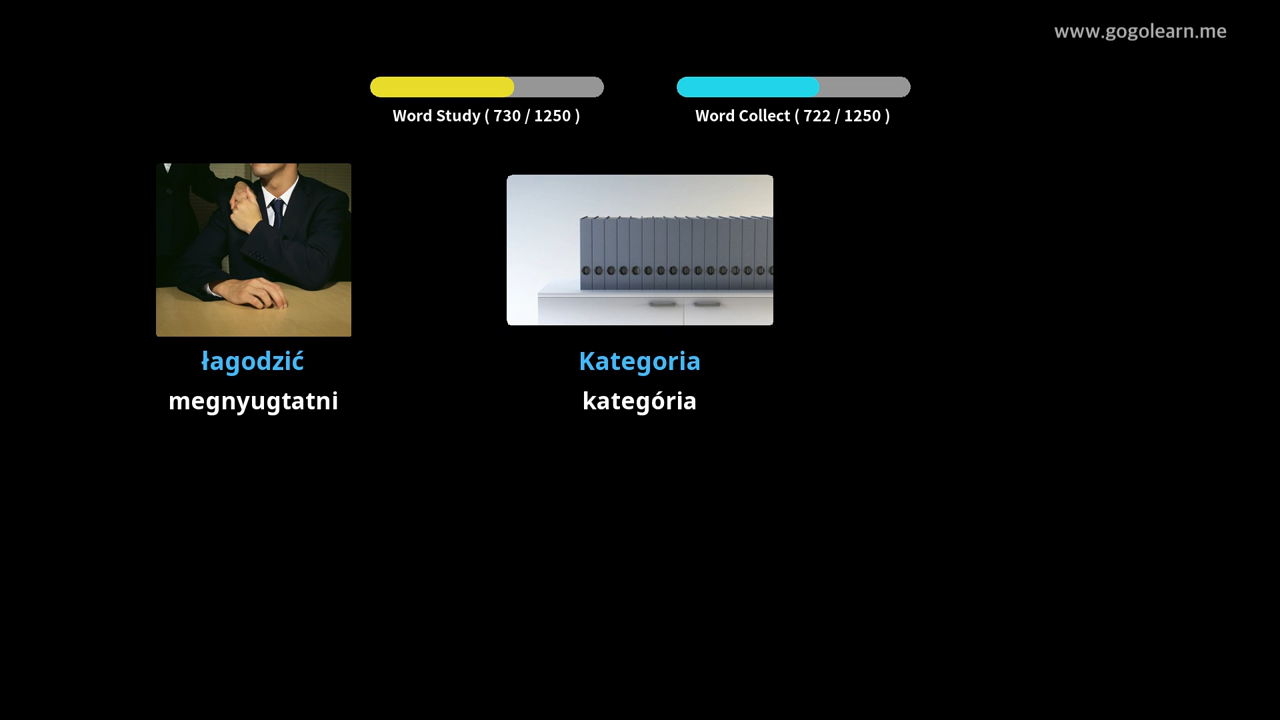 www.gogolearn.me
Word Study ( 730 / 1250 )
Word Collect ( 722 / 1250 )
łagodzić
megnyugtatni
Kategoria
kategória